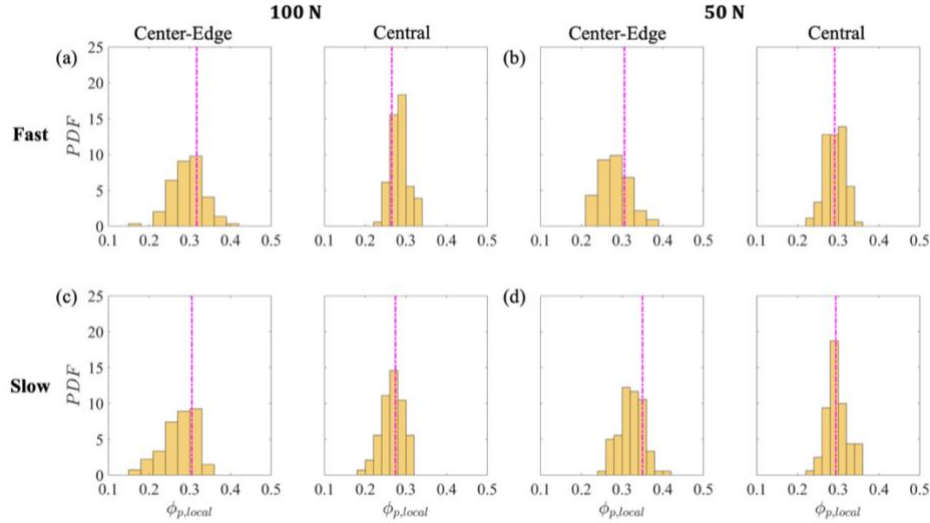 100 N 50 N
Center-Edge Central Center-Edge Central
(a) (b)
Fast
PDF
25
20
15
10
5
0
0.1 0.2 0.3 0.4 0.5 0.1 0.2 0.3 0.4 0.5 0.1 0.2 0.3 0.4 0.5 0.1 0.2 0.3 0.4 0.5
(c) (d)
Slow
PDF
25
20
15
10
5
0
0.1 0.2 0.3 0.4 0.5 0.1 0.2 0.3 0.4 0.5 0.1 0.2 0.3 0.4 0.5 0.1 0.2 0.3 0.4 0.5
ϕp,local ϕp,local ϕp,local ϕp,local